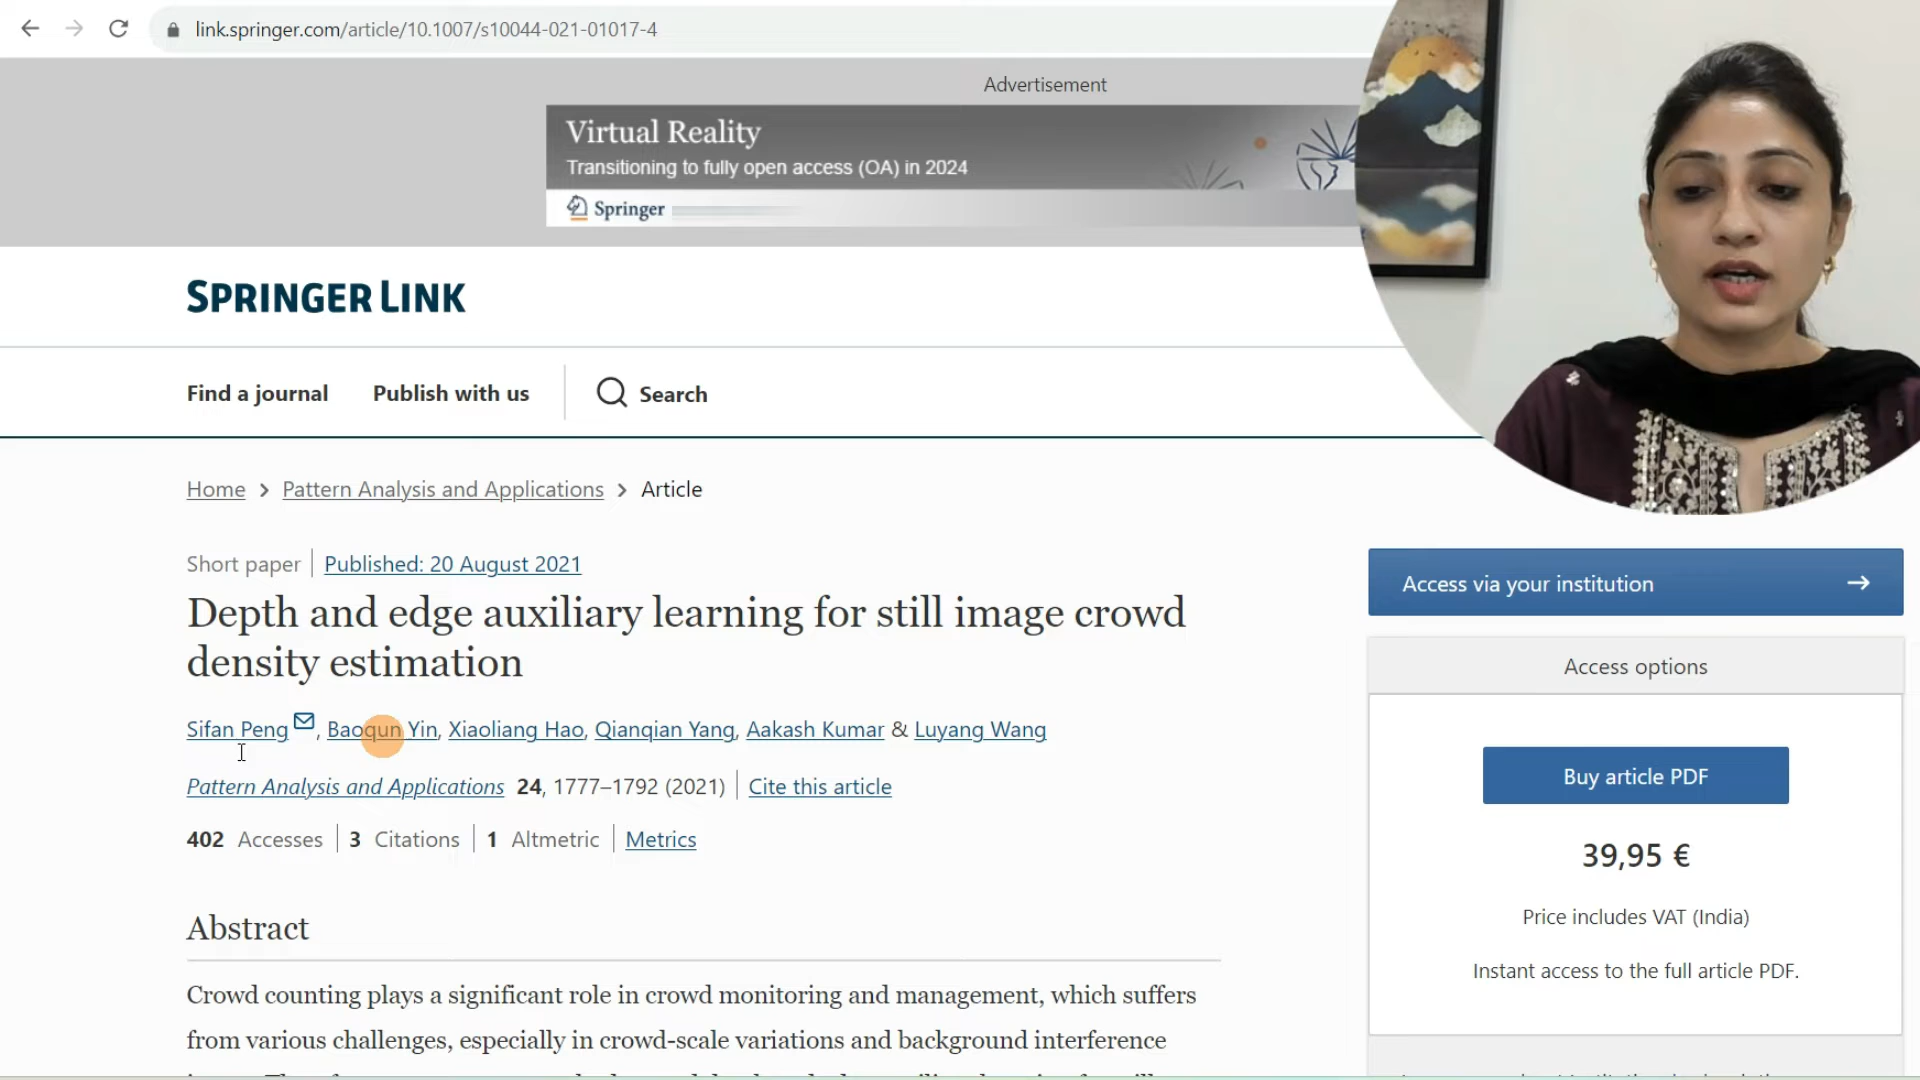 link.springer.com/article/10.1007/s10044-021-01017-4
Advertisement
Virtual Reality
Transitioning to fully open access (OA) in 2024
Springer
SPRINGER LINK
Find a journal Publish with us Search
Home > Pattern Analysis and Applications > Article
Short paper | Published: 20 August 2021
Depth and edge auxiliary learning for still image crowd
density estimation
Sifan Peng, Baoqun Yin, Xiaoliang Hao, Qianqian Yang, Aakash Kumar & Luyang Wang
Pattern Analysis and Applications 24, 1777–1792 (2021) | Cite this article
402 Accesses | 3 Citations | 1 Altmetric | Metrics
Abstract
Crowd counting plays a significant role in crowd monitoring and management, which suffers
from various challenges, especially in crowd-scale variations and background interference
Access via your institution →
Access options
Buy article PDF
39,95 €
Price includes VAT (India)
Instant access to the full article PDF.